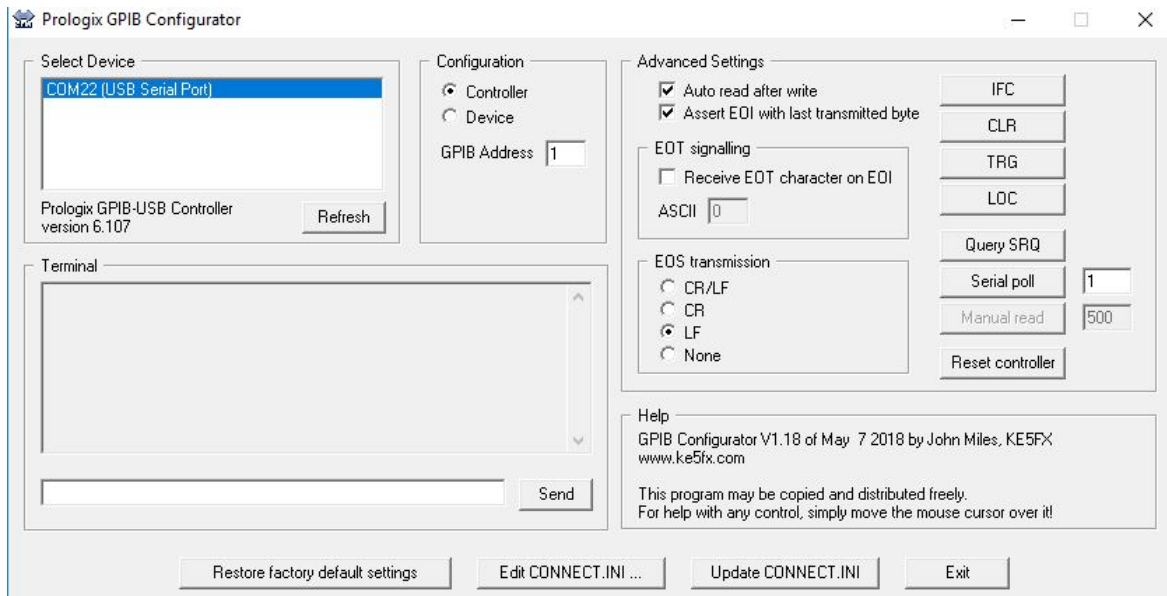 Prologix GPIB Configurator
Select Device
COM22 (USB Serial Port)
Prologix GPIB-USB Controller
version 6.107
Refresh
Configuration
Controller
Device
GPIB Address 1
Terminal
Send
Advanced Settings
Auto read after write
Assert EOI with last transmitted byte
EOT signalling
Receive EOT character on EOI
ASCII 0
EOS transmission
CR/LF
CR
LF
None
IFC
CLR
TRG
LOC
Query SRQ
Serial poll 1
Manual read 500
Reset controller
Help
GPIB Configurator V1.18 of May 7 2018 by John Miles, KE5FX
www.ke5fx.com
This program may be copied and distributed freely.
For help with any control, simply move the mouse cursor over it!
Restore factory default settings
Edit CONNECT.INI ...
Update CONNECT.INI
Exit